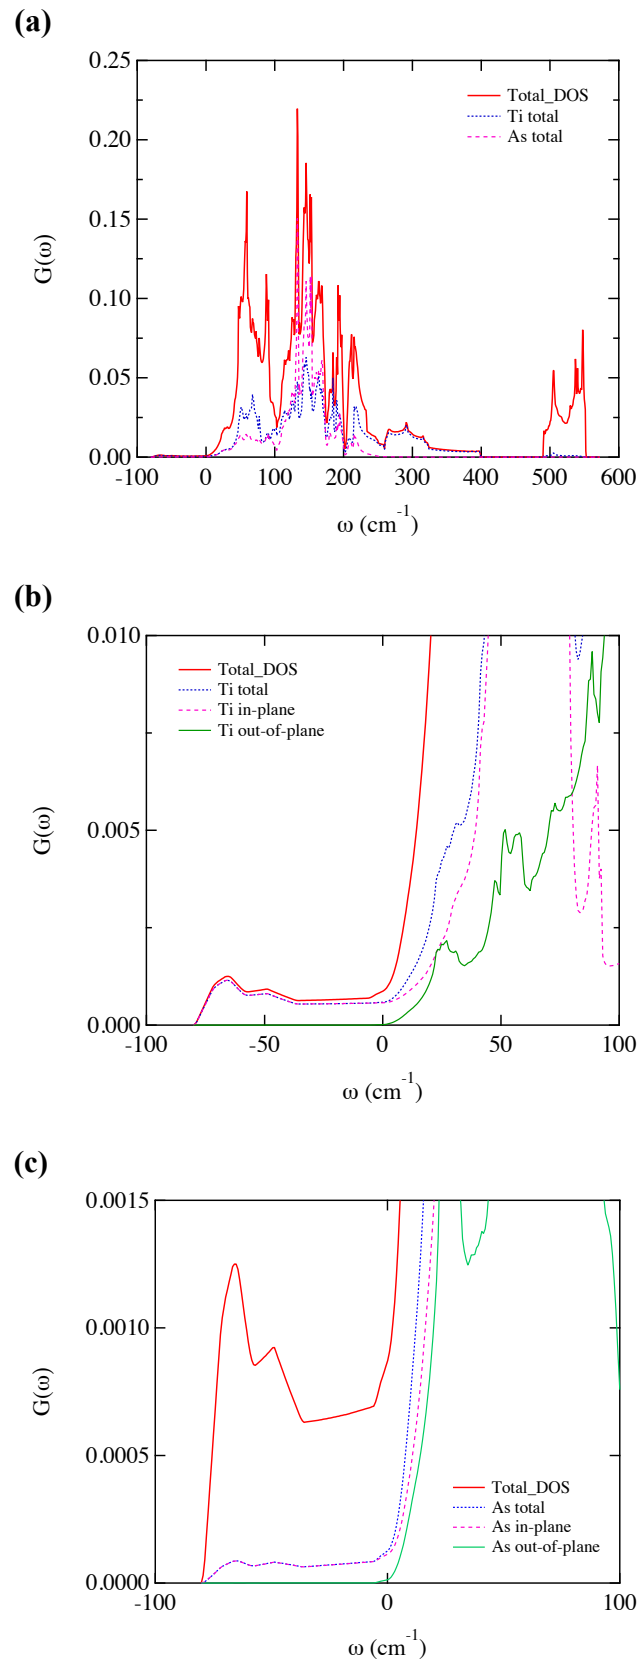 (a)
0.25
0.20
0.15
0.10
0.05
0.00
G(ω)
Total_DOS
Ti total
As total
-100 0 100 200 300 400 500 600
ω (cm⁻¹)
(b)
0.010
0.005
0.000
G(ω)
Total_DOS
Ti total
Ti in-plane
Ti out-of-plane
-100 -50 0 50 100
ω (cm⁻¹)
(c)
0.0015
0.0010
0.0005
0.0000
G(ω)
Total_DOS
As total
As in-plane
As out-of-plane
-100 0 100
ω (cm⁻¹)